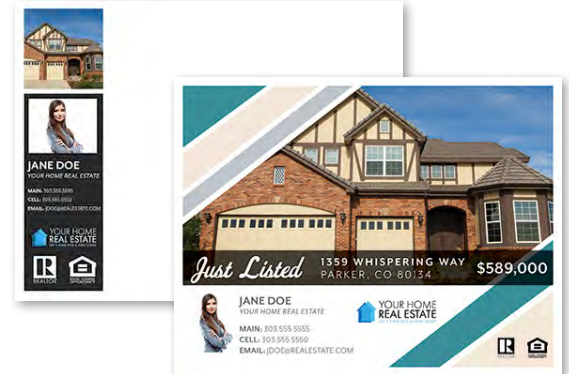 JANE DOE
YOUR HOME REAL ESTATE
MAIN: 303.555.5555
CELL: 303.555.5550
EMAIL: JDOE@REALESTATE.COM
YOUR HOME
REAL ESTATE
REALTOR
Just Listed
1359 WHISPERING WAY
PARKER, CO 80134
$589,000
JANE DOE
YOUR HOME REAL ESTATE
MAIN: 303.555.5555
CELL: 303.555.5550
EMAIL: JDOE@REALESTATE.COM
YOUR HOME
REAL ESTATE